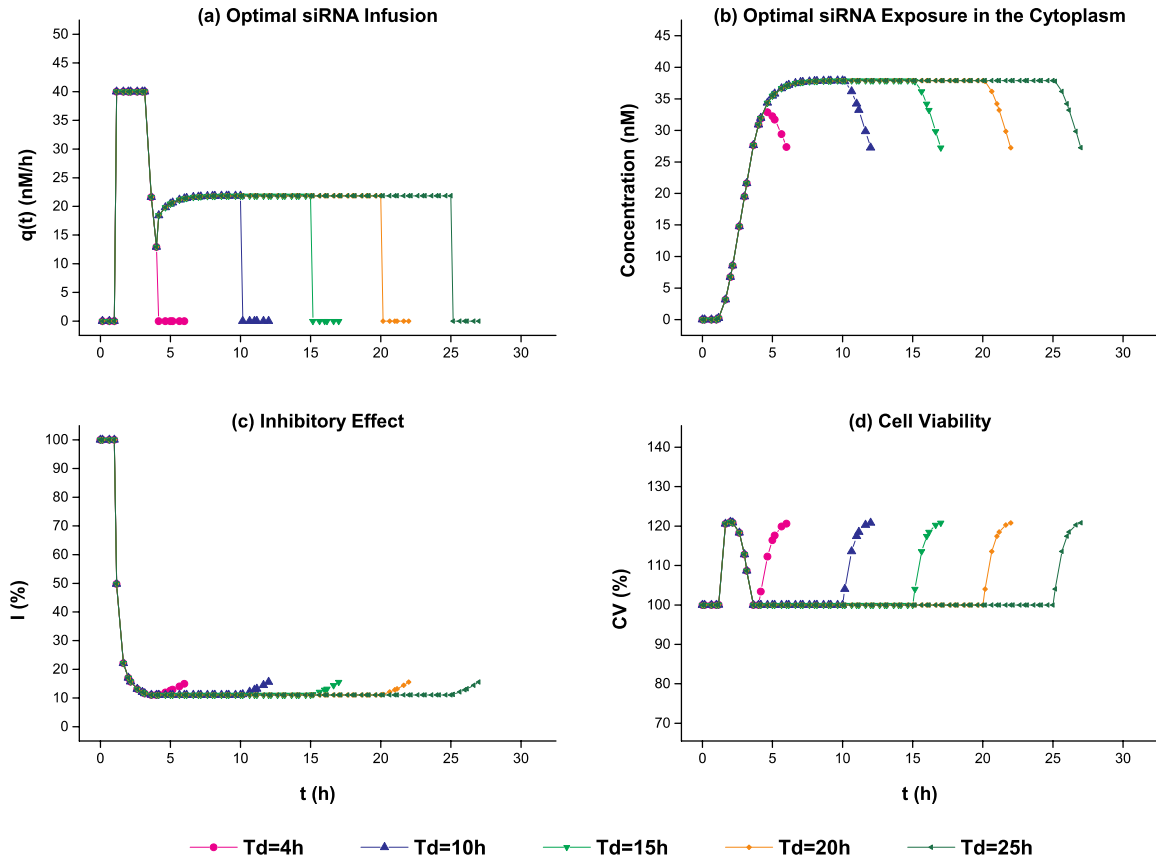 (a) Optimal siRNA Infusion
q(t) (nM/h)
50
45
40
35
30
25
20
15
10
5
0
0 5 10 15 20 25 30
(b) Optimal siRNA Exposure in the Cytoplasm
Concentration (nM)
45
40
35
30
25
20
15
10
5
0
0 5 10 15 20 25 30
(c) Inhibitory Effect
I (%)
100
90
80
70
60
50
40
30
20
10
0
0 5 10 15 20 25 30
t (h)
(d) Cell Viability
CV (%)
140
130
120
110
100
90
80
70
0 5 10 15 20 25 30
t (h)
Td=4h Td=10h Td=15h Td=20h Td=25h